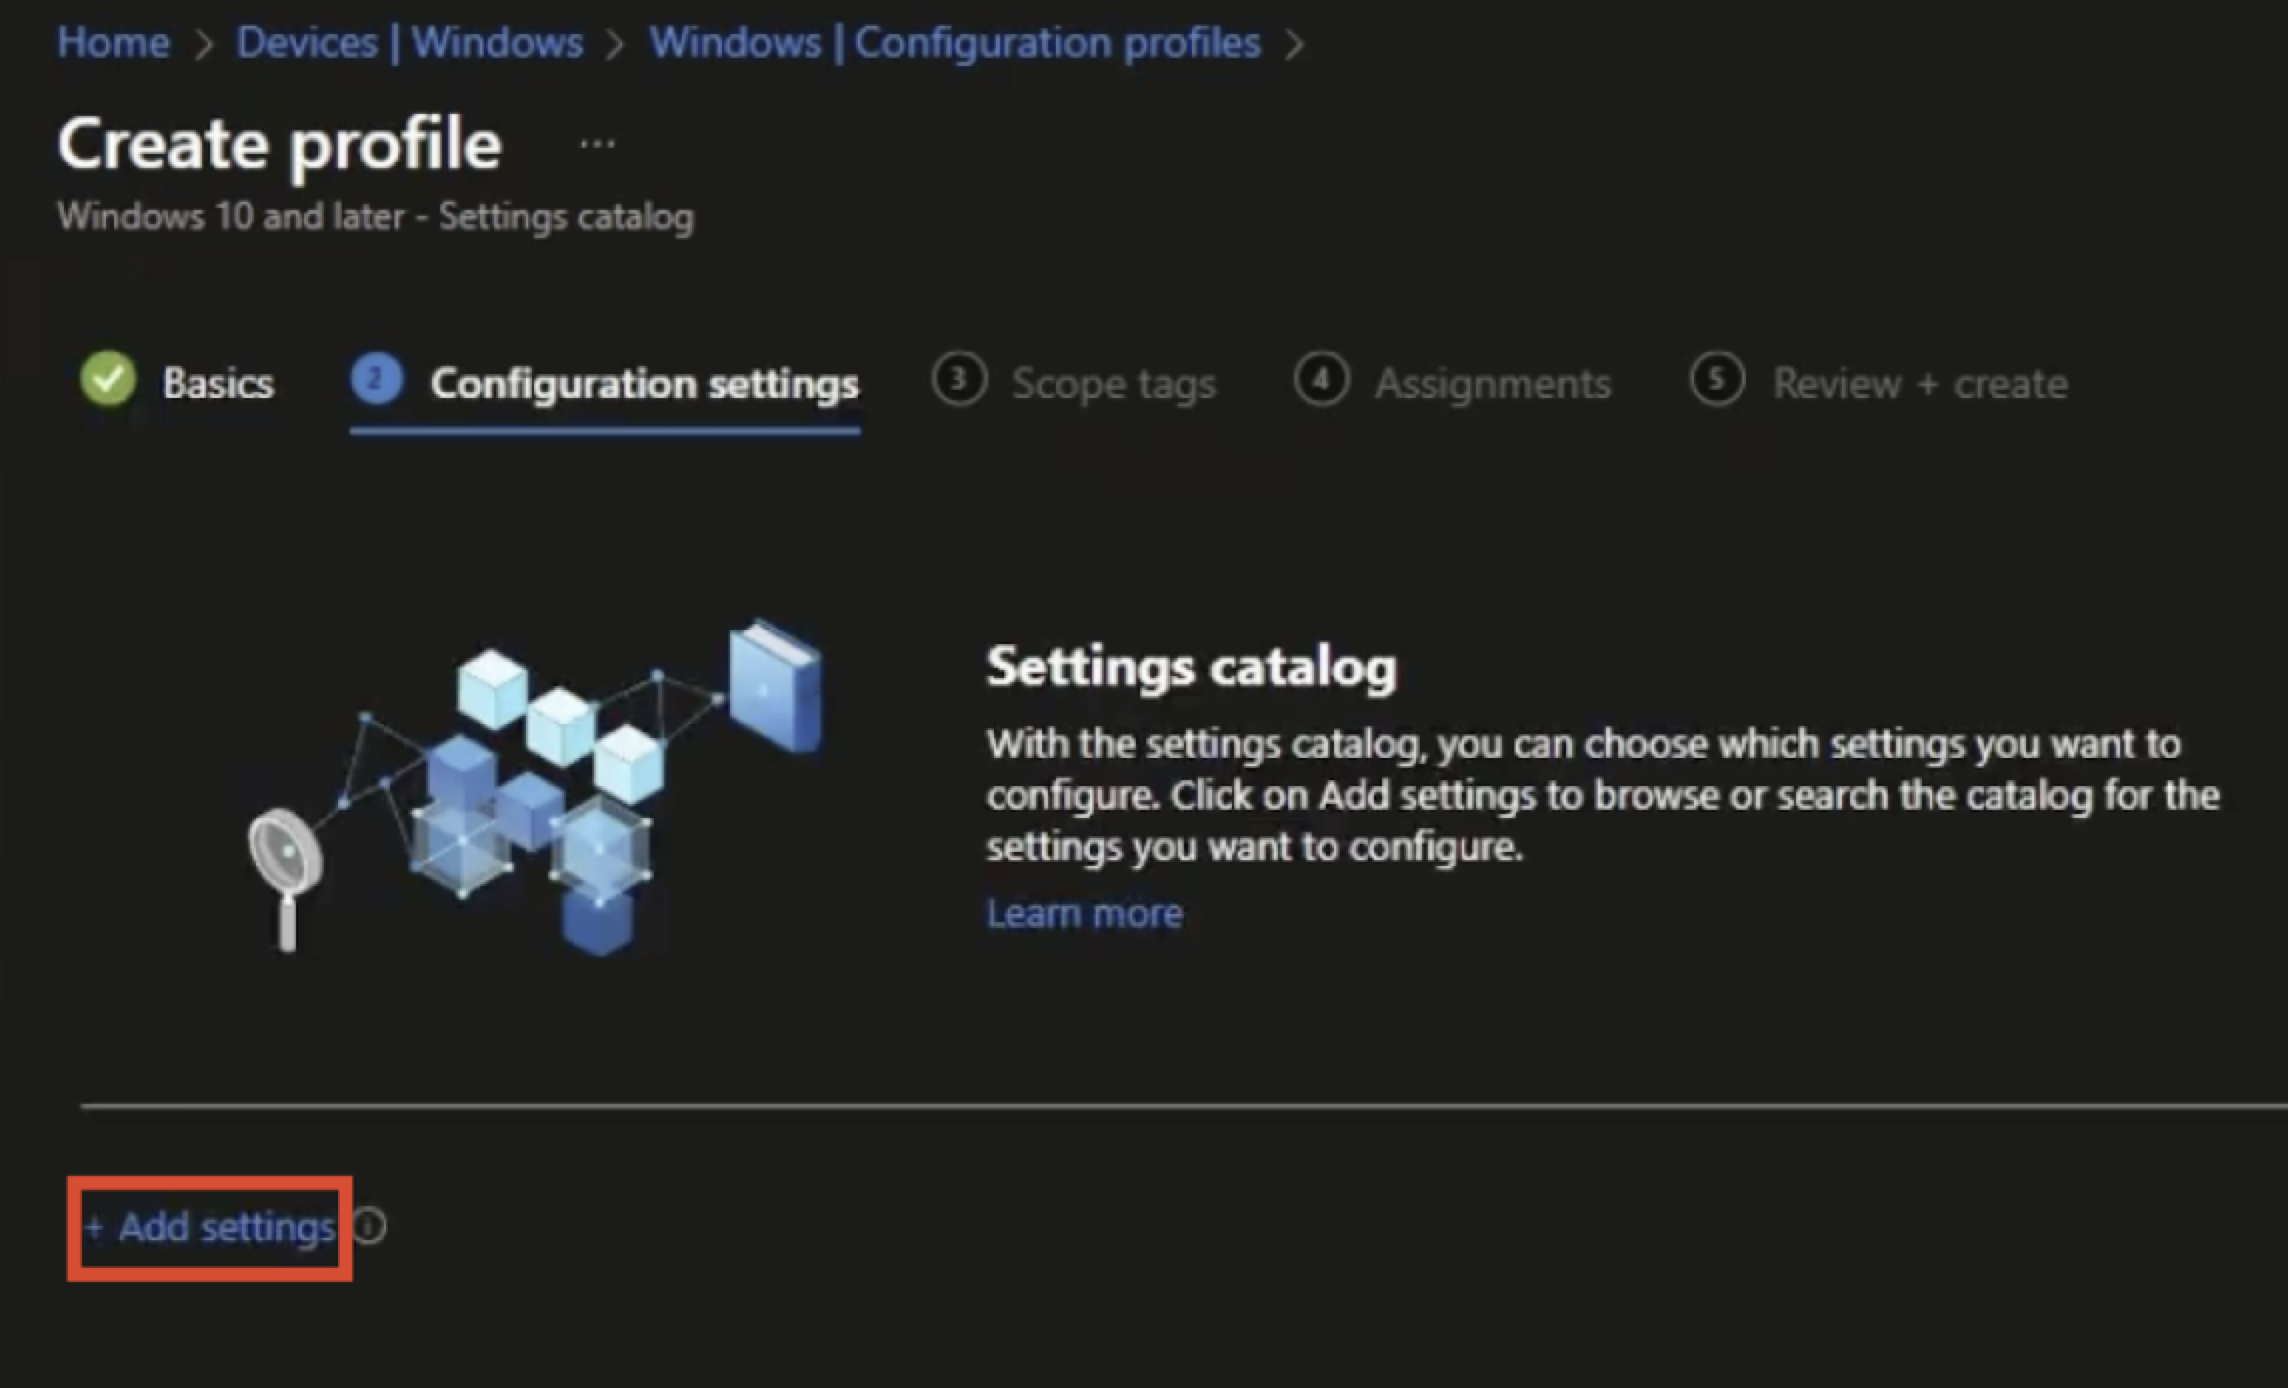 Home > Devices | Windows > Windows | Configuration profiles >
Create profile ...
Windows 10 and later - Settings catalog
Basics 2 Configuration settings 3 Scope tags 4 Assignments 5 Review + create
Settings catalog
With the settings catalog, you can choose which settings you want to
configure. Click on Add settings to browse or search the catalog for the
settings you want to configure.
Learn more
+ Add settings